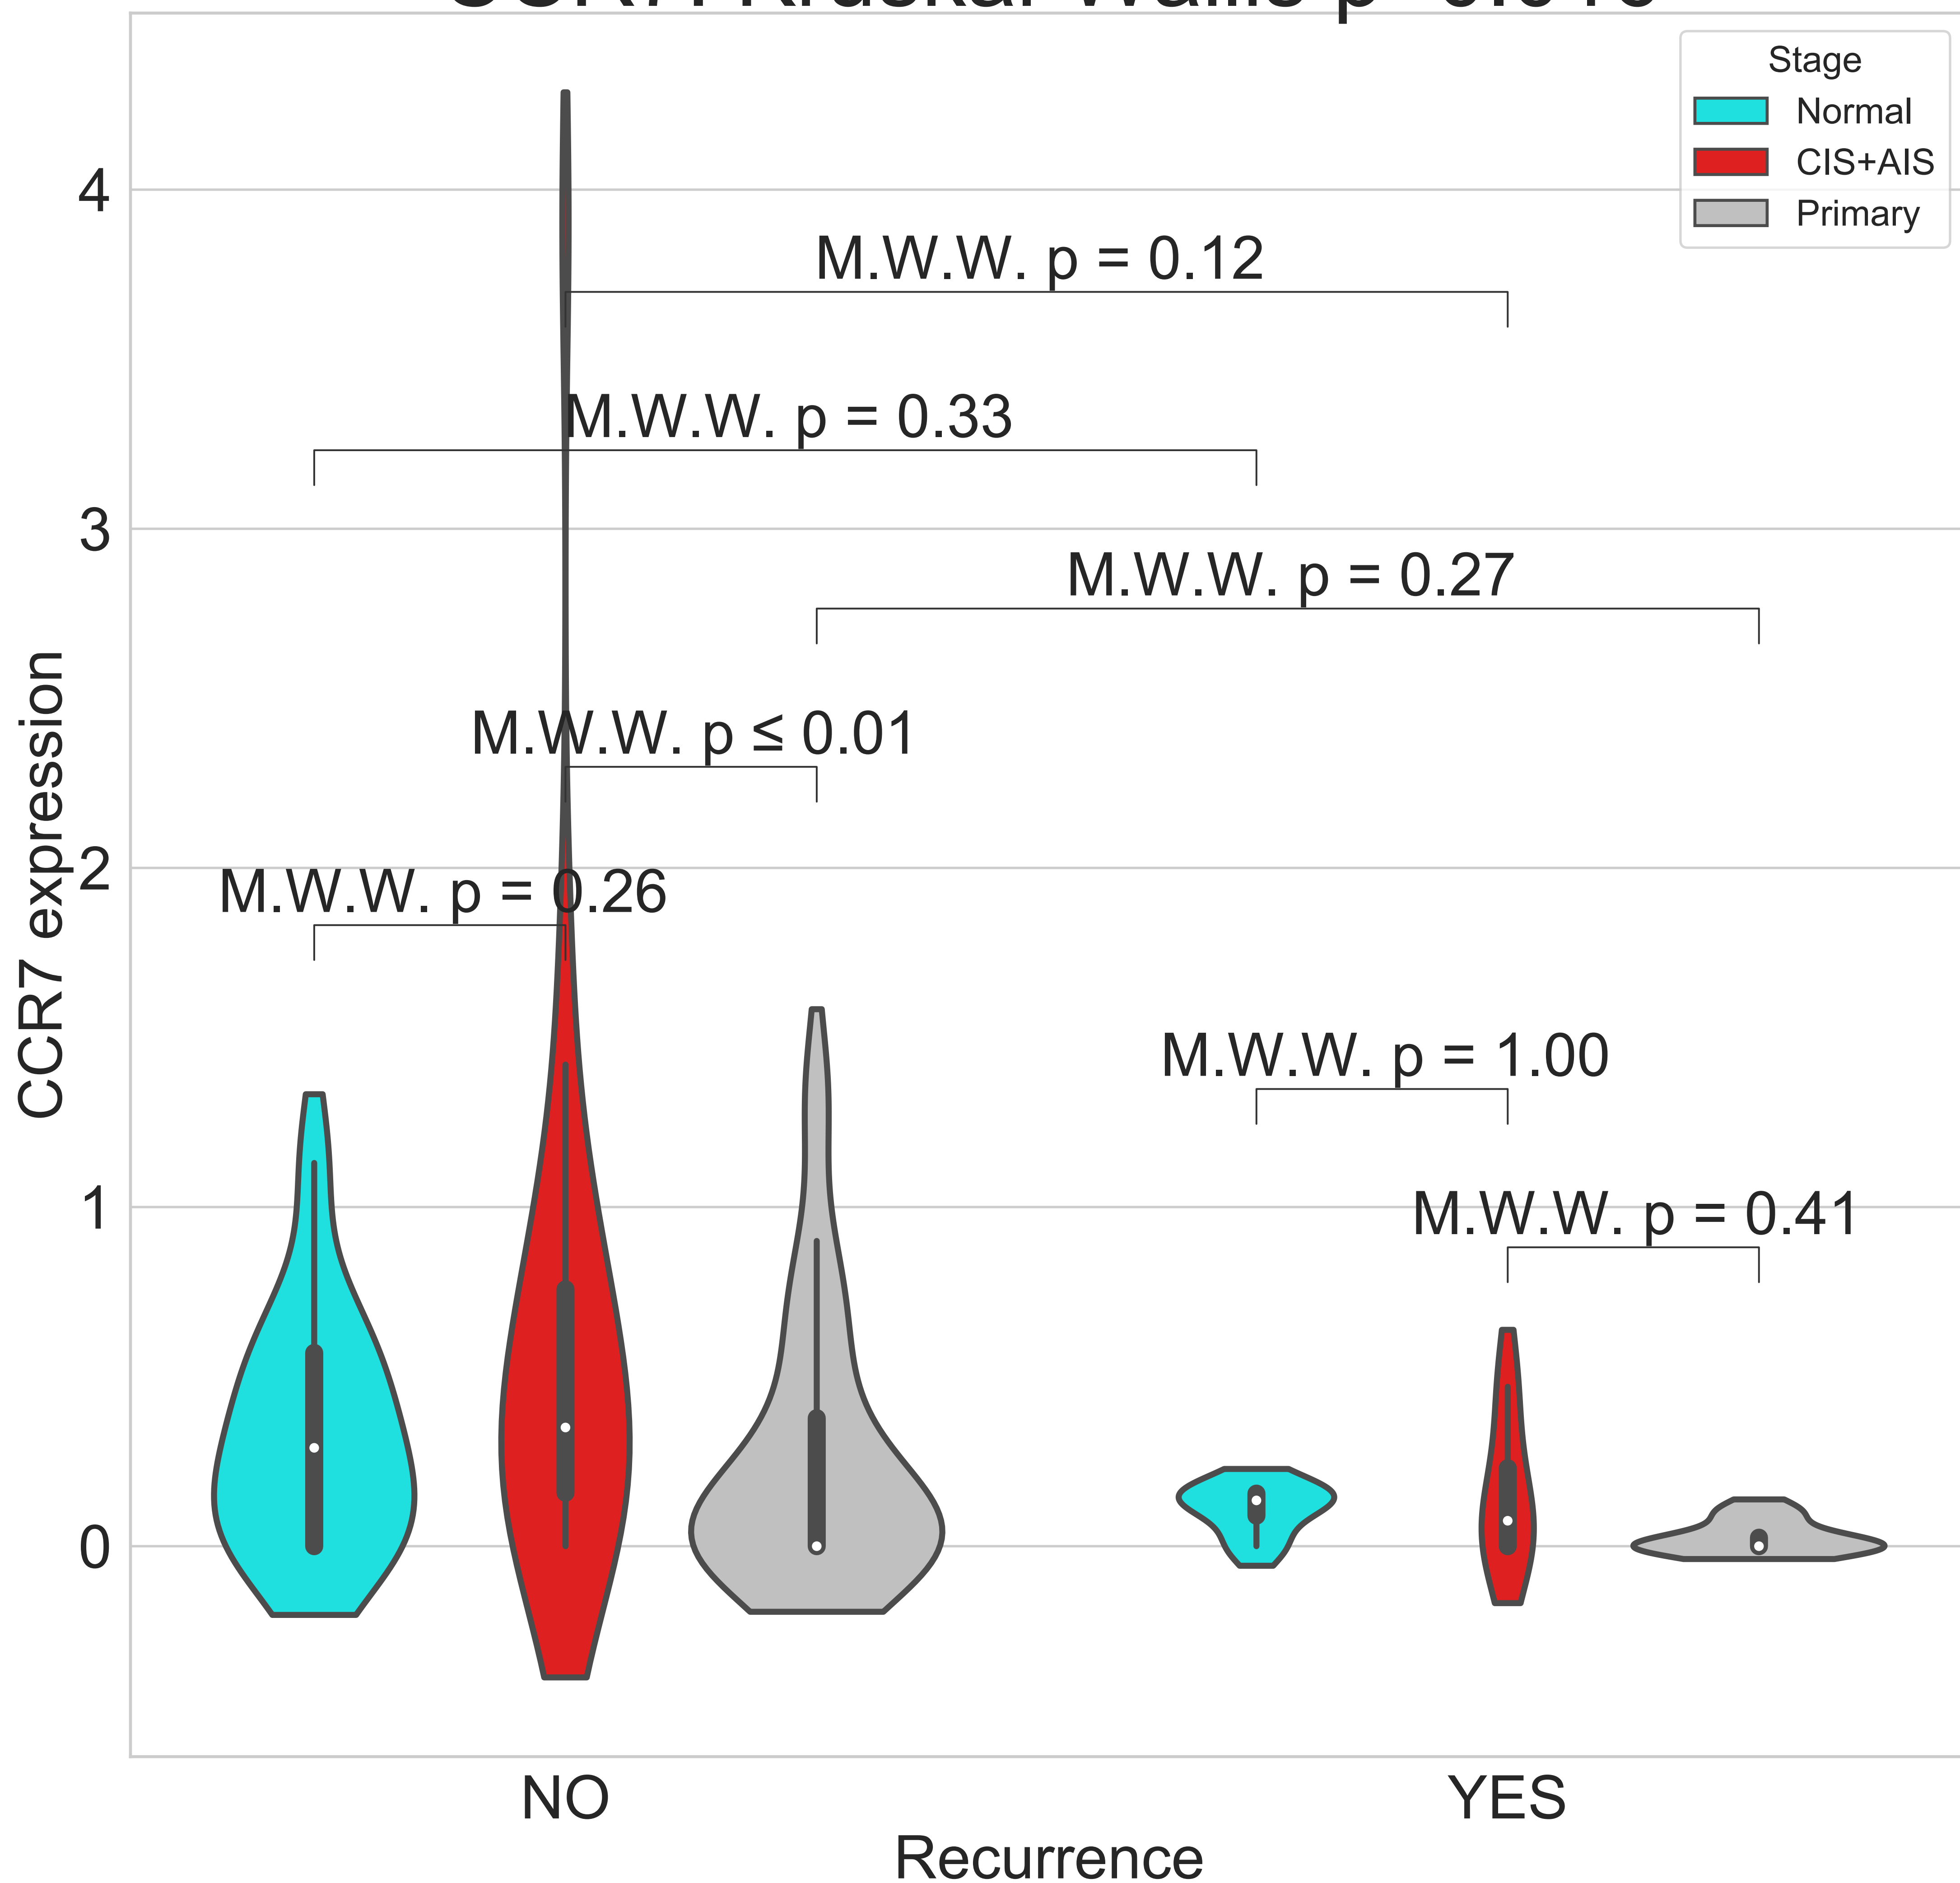 Stage
Normal
CIS+AIS
Primary
4
M.W.W. p = 0.12
M.W.W. p = 0.33
3
M.W.W. p = 0.27
M.W.W. p ≤ 0.01
CCR7 expression
2
M.W.W. p = 0.26
M.W.W. p = 1.00
1
M.W.W. p = 0.41
0
NO
YES
Recurrence